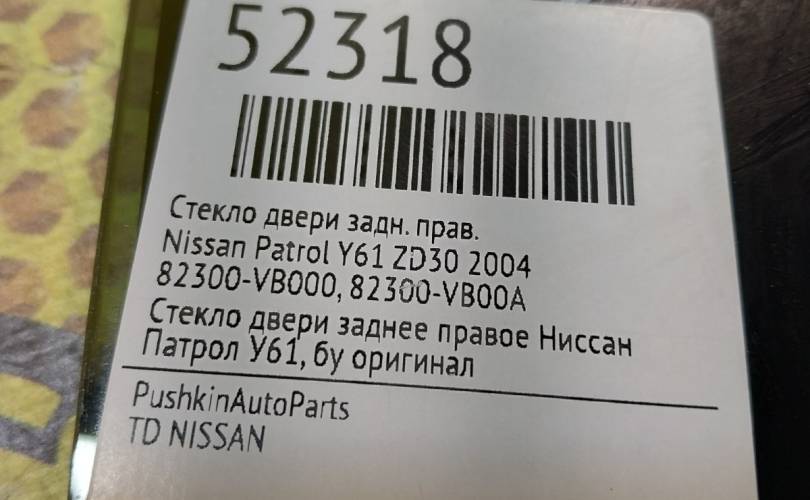 52318
Стекло двери задн. прав.
Nissan Patrol Y61 ZD30 2004
82300-VB000, 82300-VB00A
Стекло двери заднее правое Ниссан
Патрол У61, бу оригинал
PushkinAutoParts
TD NISSAN